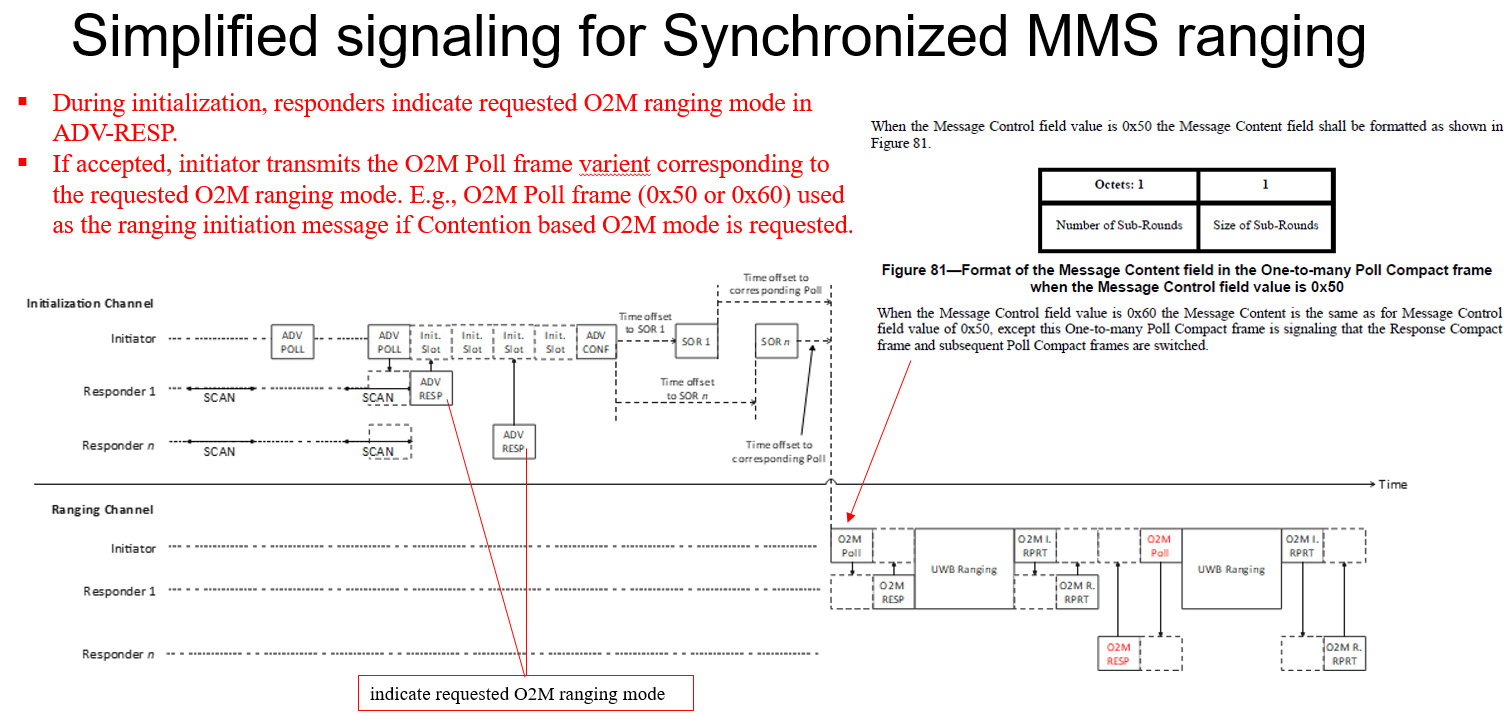 Simplified signaling for Synchronized MMS ranging
During initialization, responders indicate requested O2M ranging mode in
ADV-RESP.
If accepted, initiator transmits the O2M Poll frame varient corresponding to
the requested O2M ranging mode. E.g., O2M Poll frame (0x50 or 0x60) used
as the ranging initiation message if Contention based O2M mode is requested.
When the Message Control field value is 0x50 the Message Content field shall be formatted as shown in
Figure 81.
Octets: 1
1
Number of Sub-Rounds
Size of Sub-Rounds
Figure 81—Format of the Message Content field in the One-to-many Poll Compact frame
when the Message Control field value is 0x50
When the Message Control field value is 0x60 the Message Content is the same as for Message Control
field value of 0x50, except this One-to-many Poll Compact frame is signaling that the Response Compact
frame and subsequent Poll Compact frames are switched.
Time offset to
corresponding Poll
Initialization Channel
Time offset
to SOR 1
Initiator
ADV
POLL
ADV
POLL
Init.
Slot
Init.
Slot
Init.
Slot
Init.
Slot
ADV
CONF
SOR 1
SOR n
Time offset
to SOR n
Responder 1
SCAN
SCAN
ADV
RESP
Responder n
SCAN
SCAN
ADV
RESP
Time offset to
corresponding Poll
Time
Ranging Channel
Initiator
O2M
Poll
UWB Ranging
O2M I.
RPRT
O2M
Poll
UWB Ranging
O2M I.
RPRT
Responder 1
O2M
RESP
O2M R.
RPRT
Responder n
O2M
RESP
O2M R.
RPRT
indicate requested O2M ranging mode